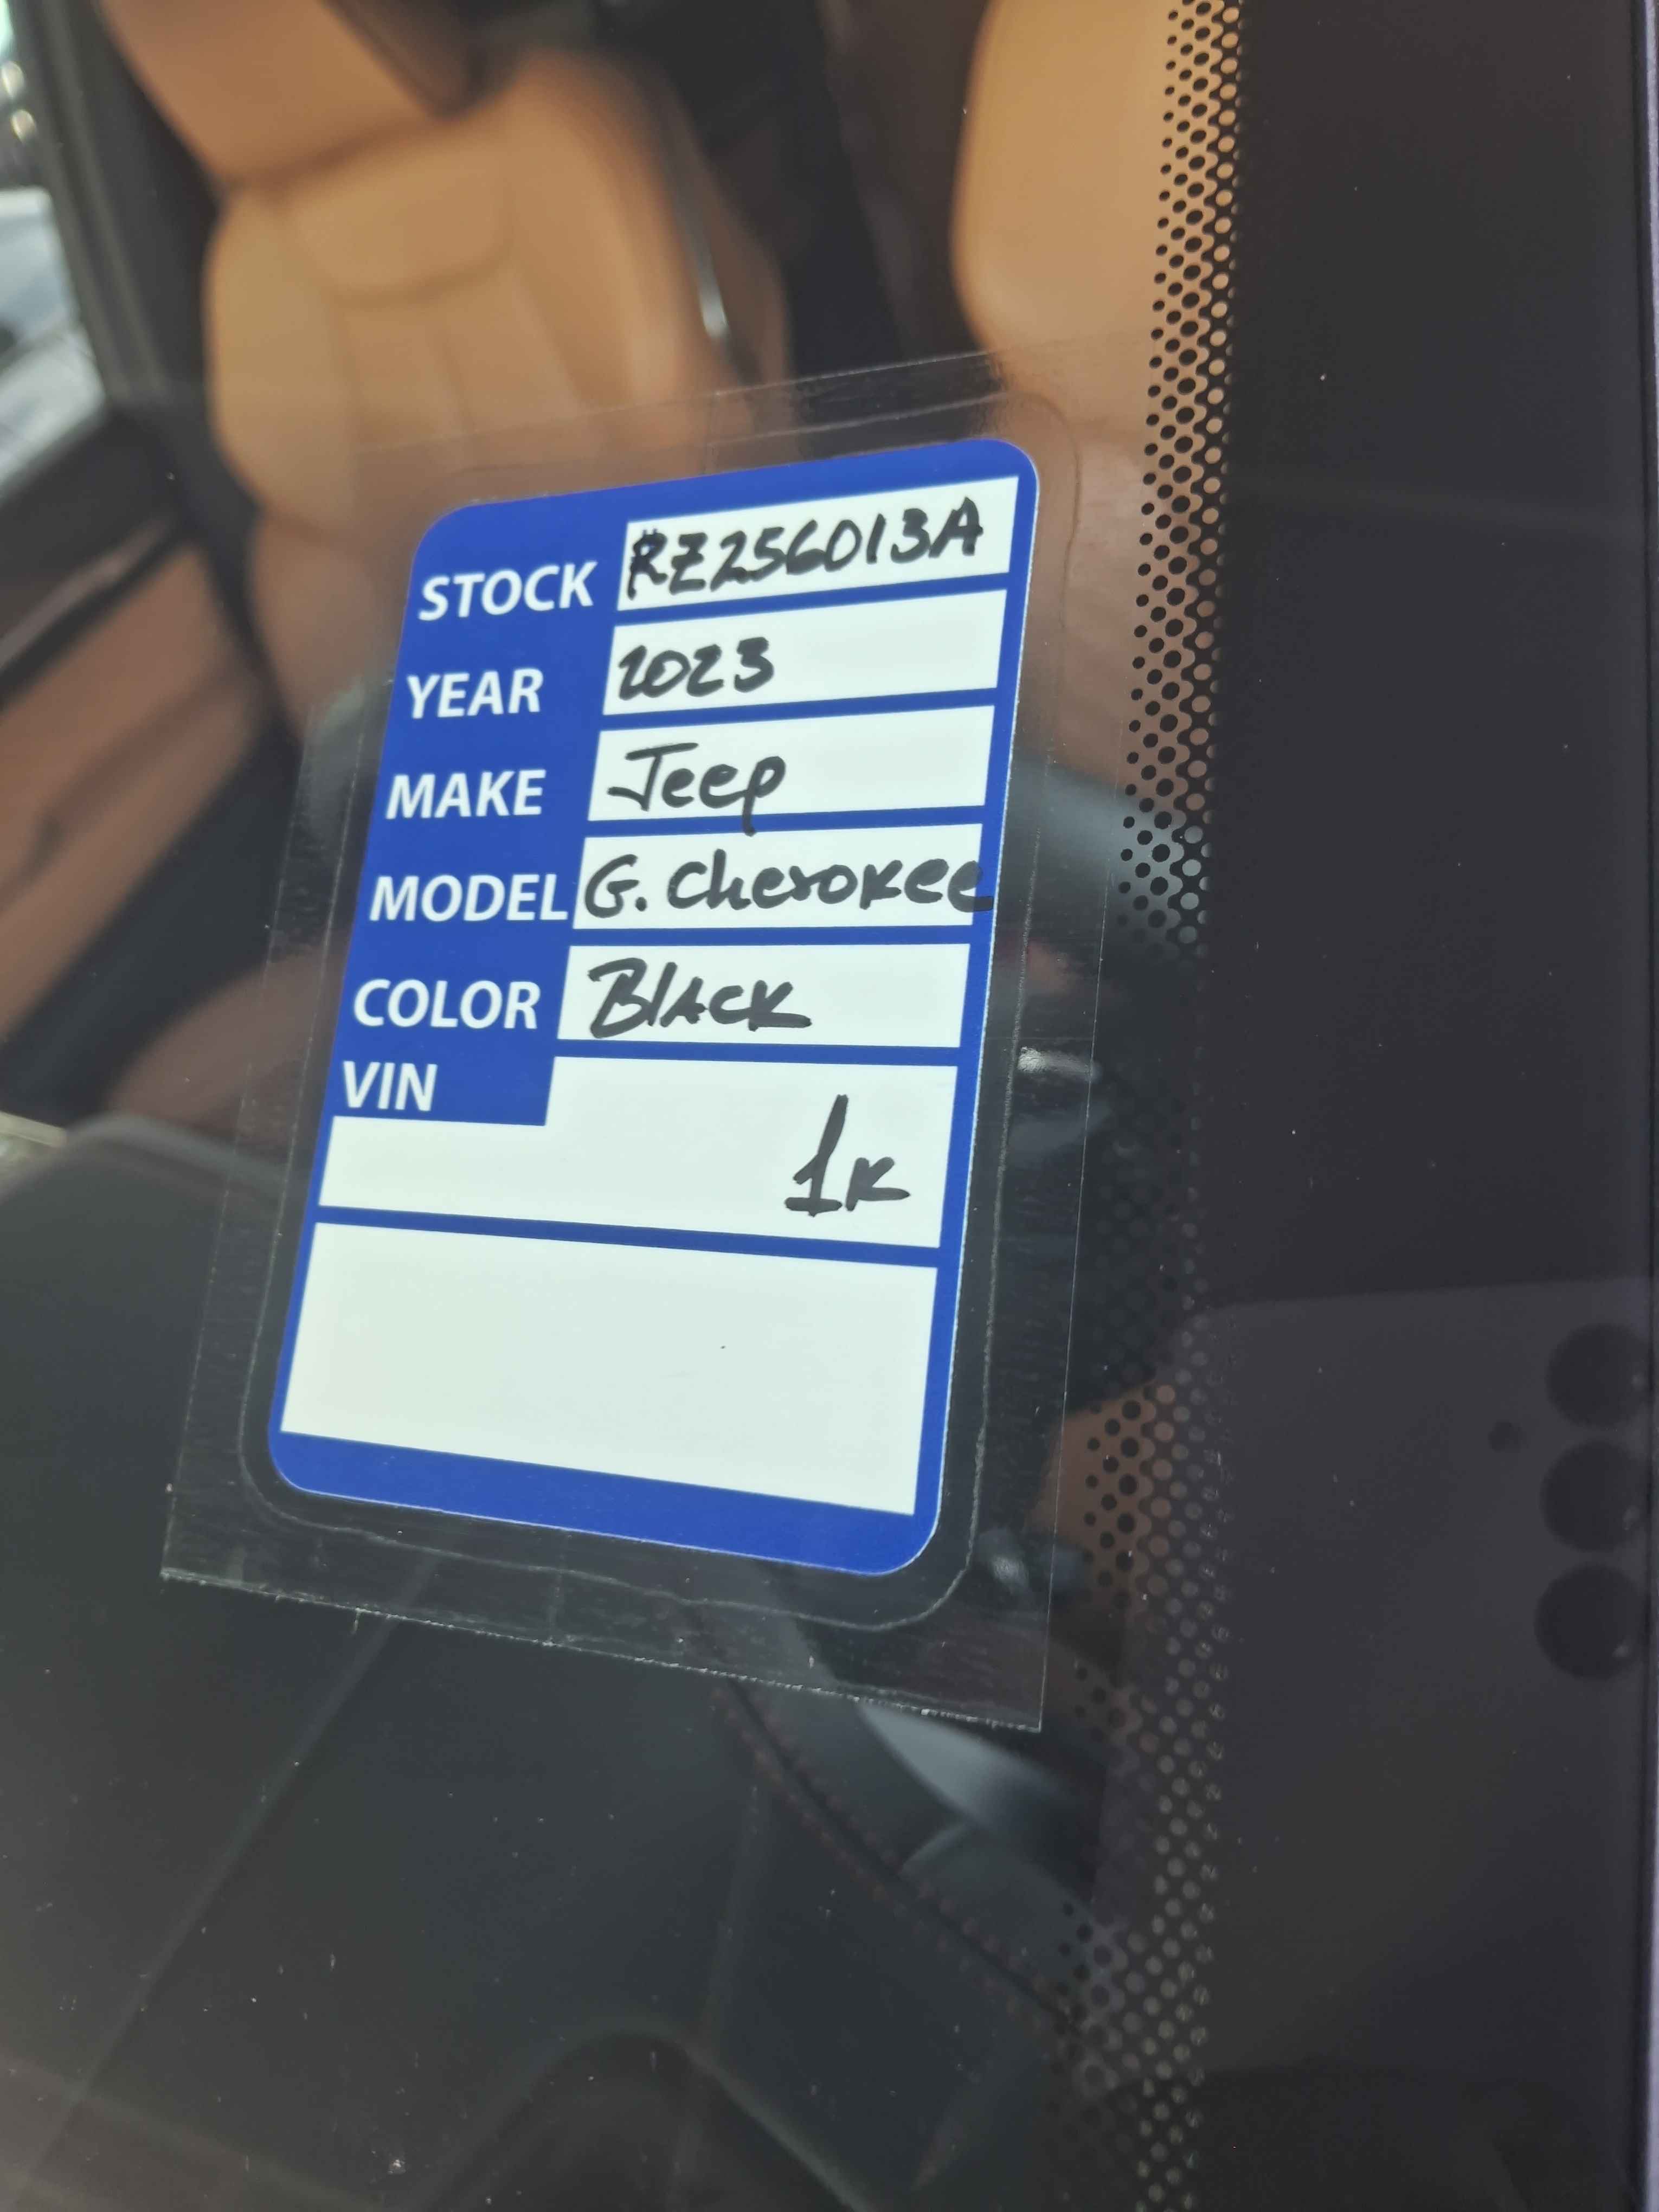 STOCK RZ256013A
YEAR 2023
MAKE Jeep
MODEL G. Cherokee
COLOR Black
VIN
1K